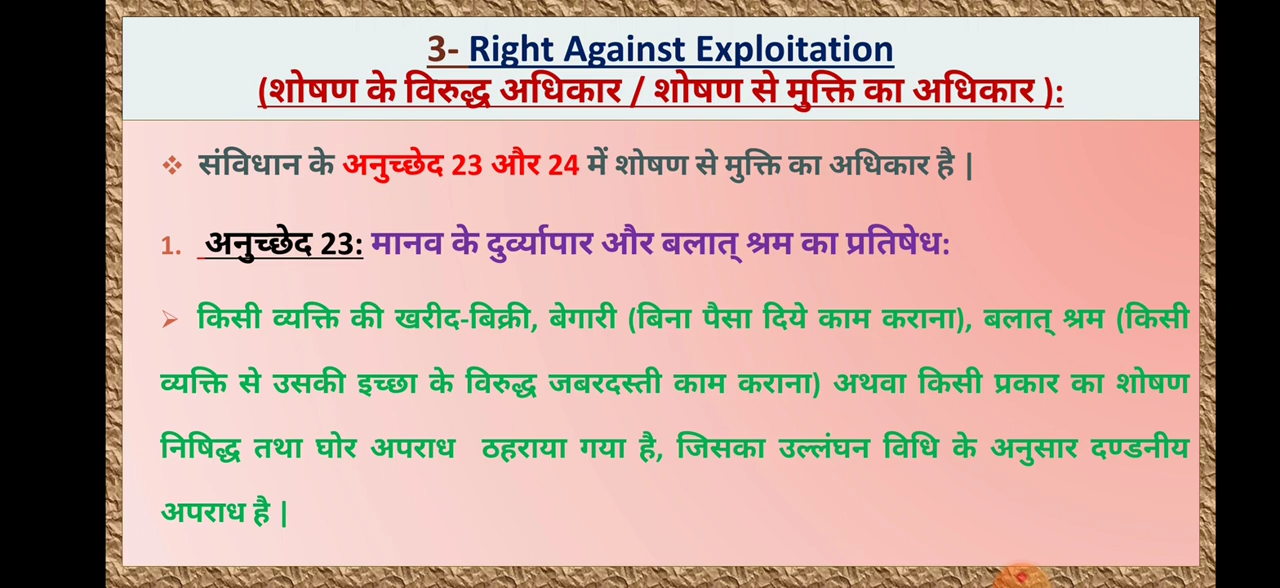 3- Right Against Exploitation
(शोषण के विरुद्ध अधिकार / शोषण से मुक्ति का अधिकार ):
❖ संविधान के अनुच्छेद 23 और 24 में शोषण से मुक्ति का अधिकार है |
1. अनुच्छेद 23: मानव के दुर्व्यापार और बलात् श्रम का प्रतिषेध:
➢ किसी व्यक्ति की खरीद-बिक्री, बेगारी (बिना पैसा दिये काम कराना), बलात् श्रम (किसी
व्यक्ति से उसकी इच्छा के विरुद्ध जबरदस्ती काम कराना) अथवा किसी प्रकार का शोषण
निषिद्ध तथा घोर अपराध ठहराया गया है, जिसका उल्लंघन विधि के अनुसार दण्डनीय
अपराध है |